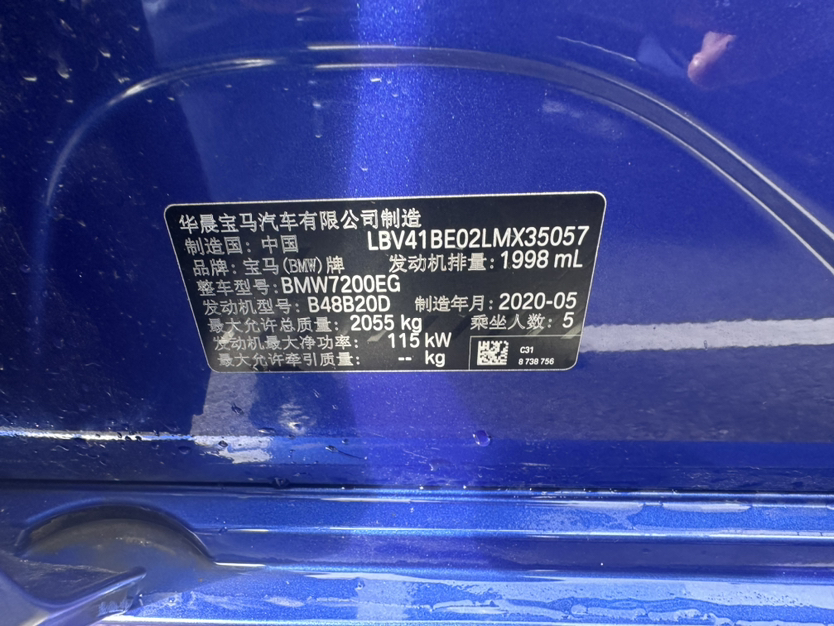 华晨宝马汽车有限公司制造
制造国：中国 LBV41BE02LMX35057
品牌：宝马(BMW)牌 发动机排量：1998 mL
整车型号：BMW7200EG
发动机型号：B48B20D 制造年月：2020-05
最大允许总质量：2055 kg 乘坐人数：5
发动机最大净功率：115 kW
最大允许牵引质量：-- kg
C31
8 738 756